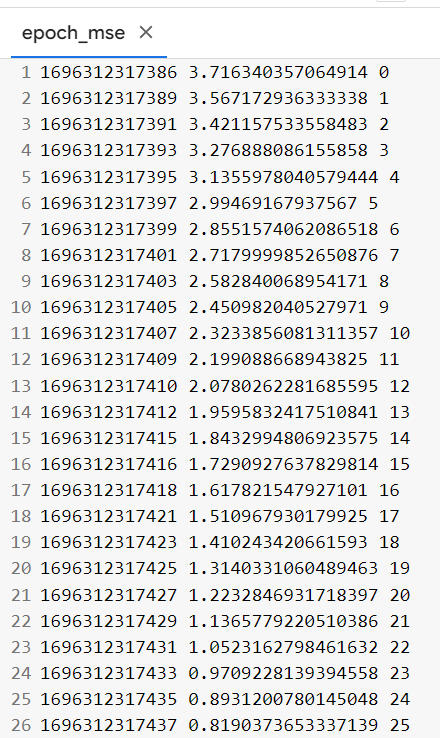 epoch_mse ×
1 1696312317386 3.716340357064914 0
2 1696312317389 3.567172936333338 1
3 1696312317391 3.421157533558483 2
4 1696312317393 3.276888086155858 3
5 1696312317395 3.1355978040579444 4
6 1696312317397 2.99469167937567 5
7 1696312317399 2.8551574062086518 6
8 1696312317401 2.7179999852650876 7
9 1696312317403 2.582840068954171 8
10 1696312317405 2.450982040527971 9
11 1696312317407 2.3233856081311357 10
12 1696312317409 2.199088668943825 11
13 1696312317410 2.0780262281685595 12
14 1696312317412 1.9595832417510841 13
15 1696312317415 1.8432994806923575 14
16 1696312317416 1.7290927637829814 15
17 1696312317418 1.617821547927101 16
18 1696312317421 1.510967930179925 17
19 1696312317423 1.410243420661593 18
20 1696312317425 1.3140331060489463 19
21 1696312317427 1.2232846931718397 20
22 1696312317429 1.1365779220510386 21
23 1696312317431 1.0523162798461632 22
24 1696312317433 0.9709228139394558 23
25 1696312317435 0.8931200780145048 24
26 1696312317437 0.8190373653337139 25